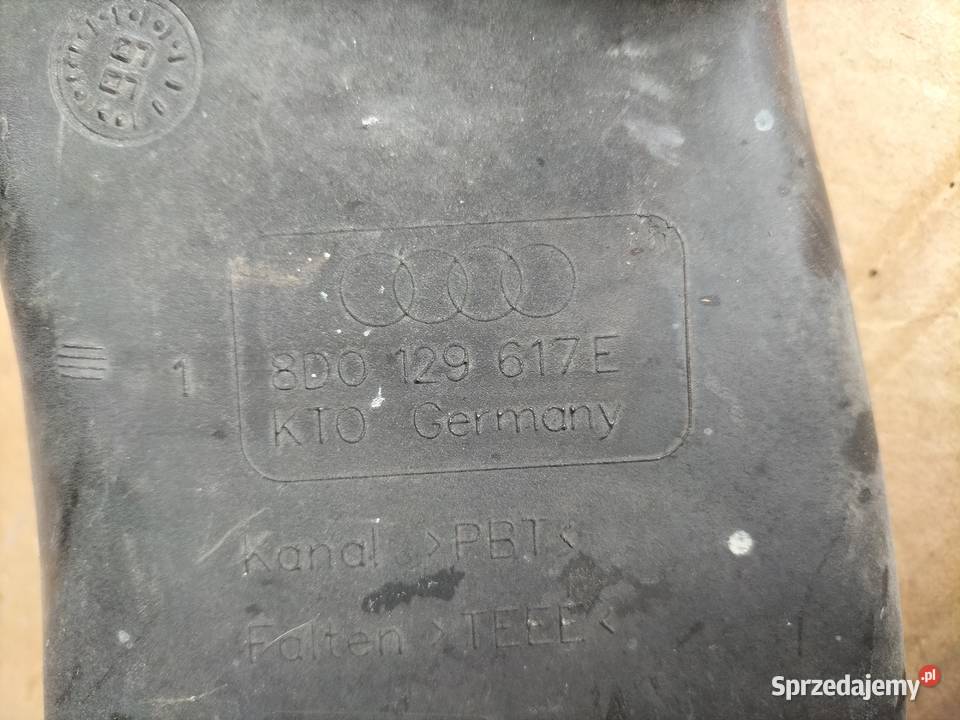 8D0 129 617 E
1
KTO Germany
Kanal >PBT<
Falten >TEEE<
Sprzedajemy.pl